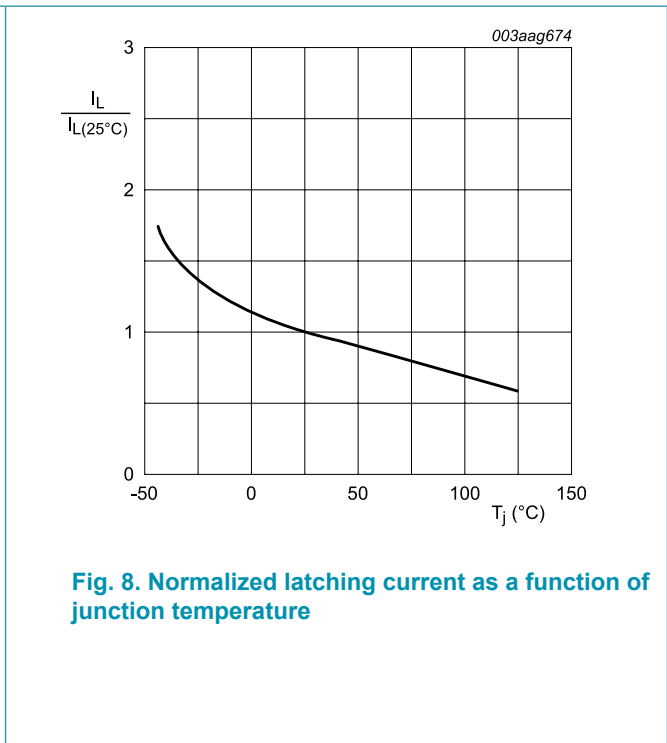 003aag674
3
I_L
I_L(25°C)
2
1
0
-50 0 50 100 150
T_j (°C)
Fig. 8. Normalized latching current as a function of
junction temperature